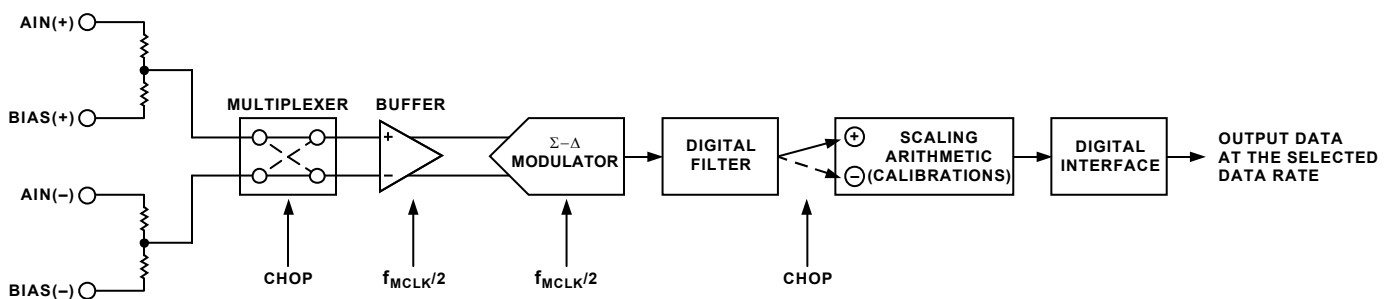 AIN(+)
BIAS(+)
AIN(−)
BIAS(−)
MULTIPLEXER
CHOP
BUFFER
+
−
fMCLK/2
Σ−Δ
MODULATOR
fMCLK/2
DIGITAL
FILTER
CHOP
+
−
SCALING
ARITHMETIC
(CALIBRATIONS)
DIGITAL
INTERFACE
OUTPUT DATA
AT THE SELECTED
DATA RATE